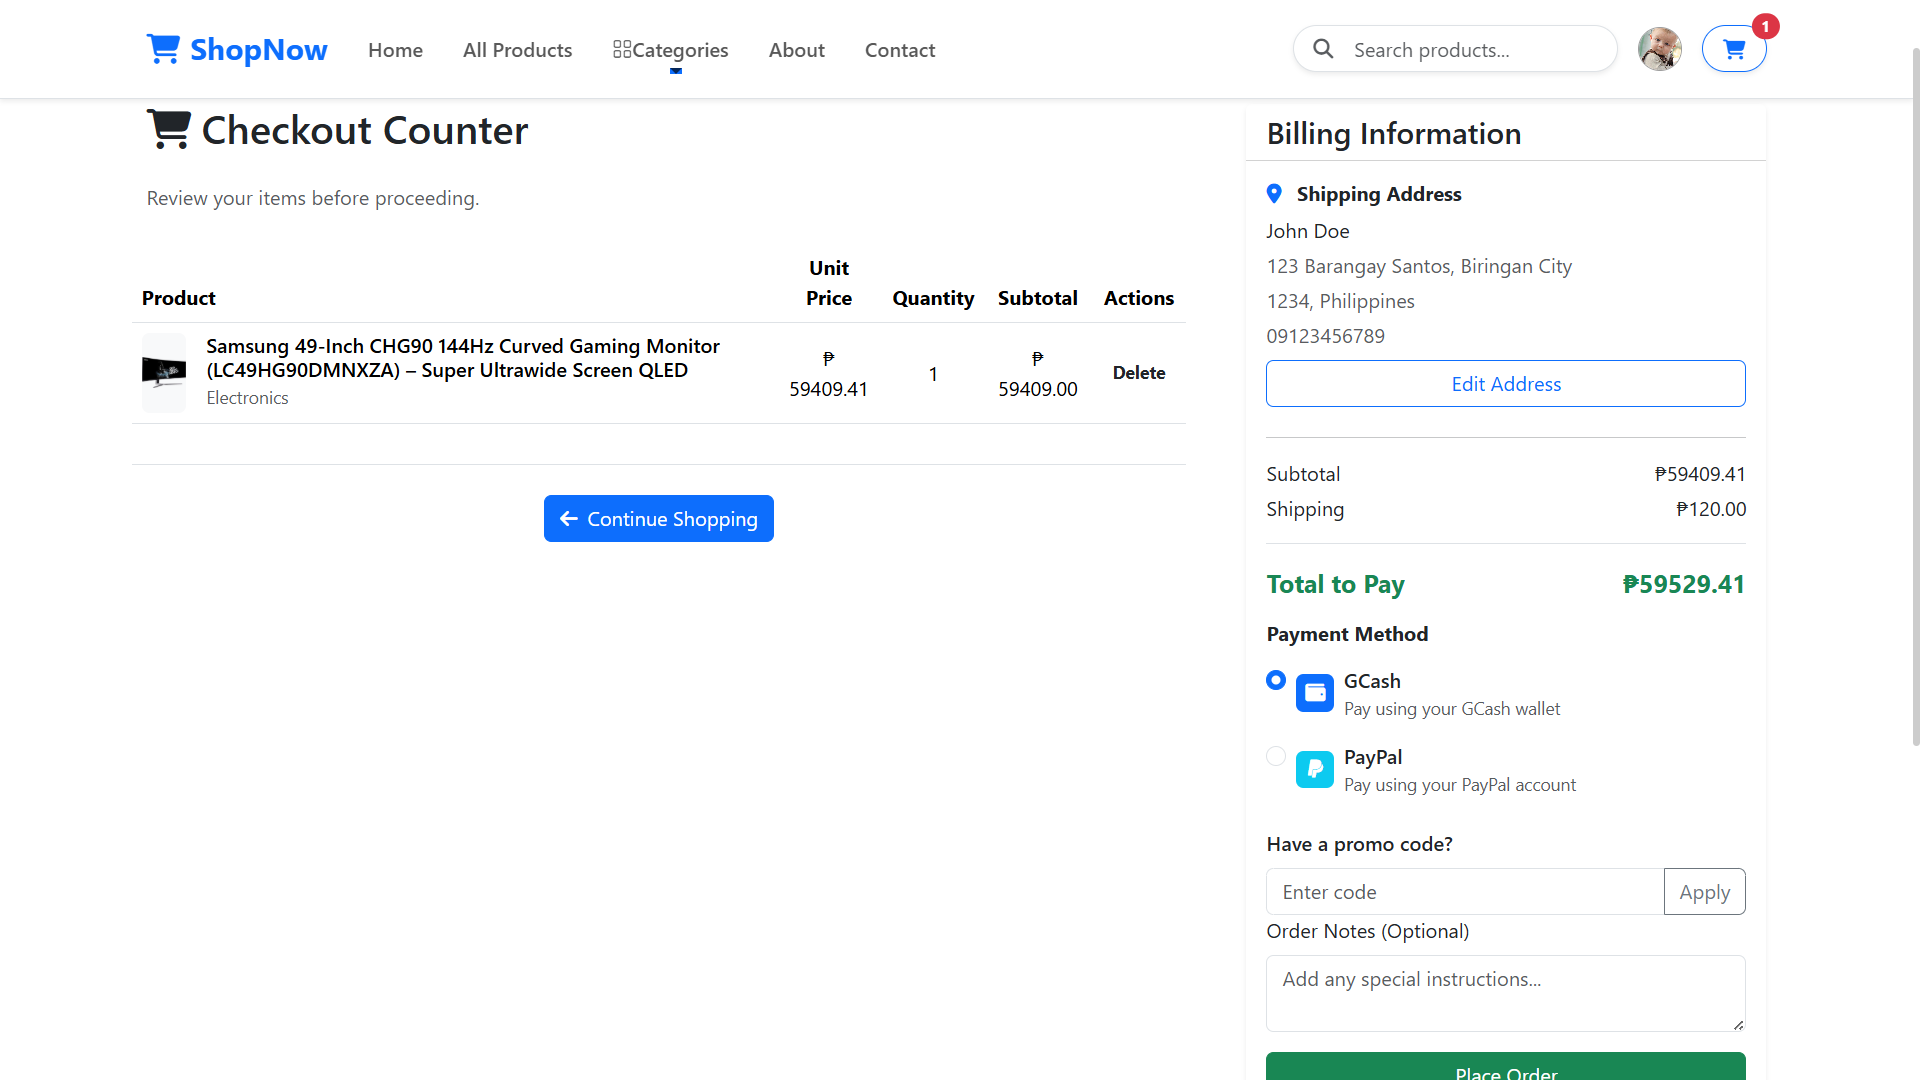 ShopNow
Home
All Products
Categories
About
Contact
Search products...
1
Checkout Counter
Review your items before proceeding.
Product
Unit
Price
Quantity
Subtotal
Actions
Samsung 49-Inch CHG90 144Hz Curved Gaming Monitor
(LC49HG90DMNXZA) – Super Ultrawide Screen QLED
Electronics
₱
59409.41
1
₱
59409.00
Delete
Continue Shopping
Billing Information
Shipping Address
John Doe
123 Barangay Santos, Biringan City
1234, Philippines
09123456789
Edit Address
Subtotal ₱59409.41
Shipping ₱120.00
Total to Pay ₱59529.41
Payment Method
GCash
Pay using your GCash wallet
PayPal
Pay using your PayPal account
Have a promo code?
Enter code
Apply
Order Notes (Optional)
Add any special instructions...
Place Order